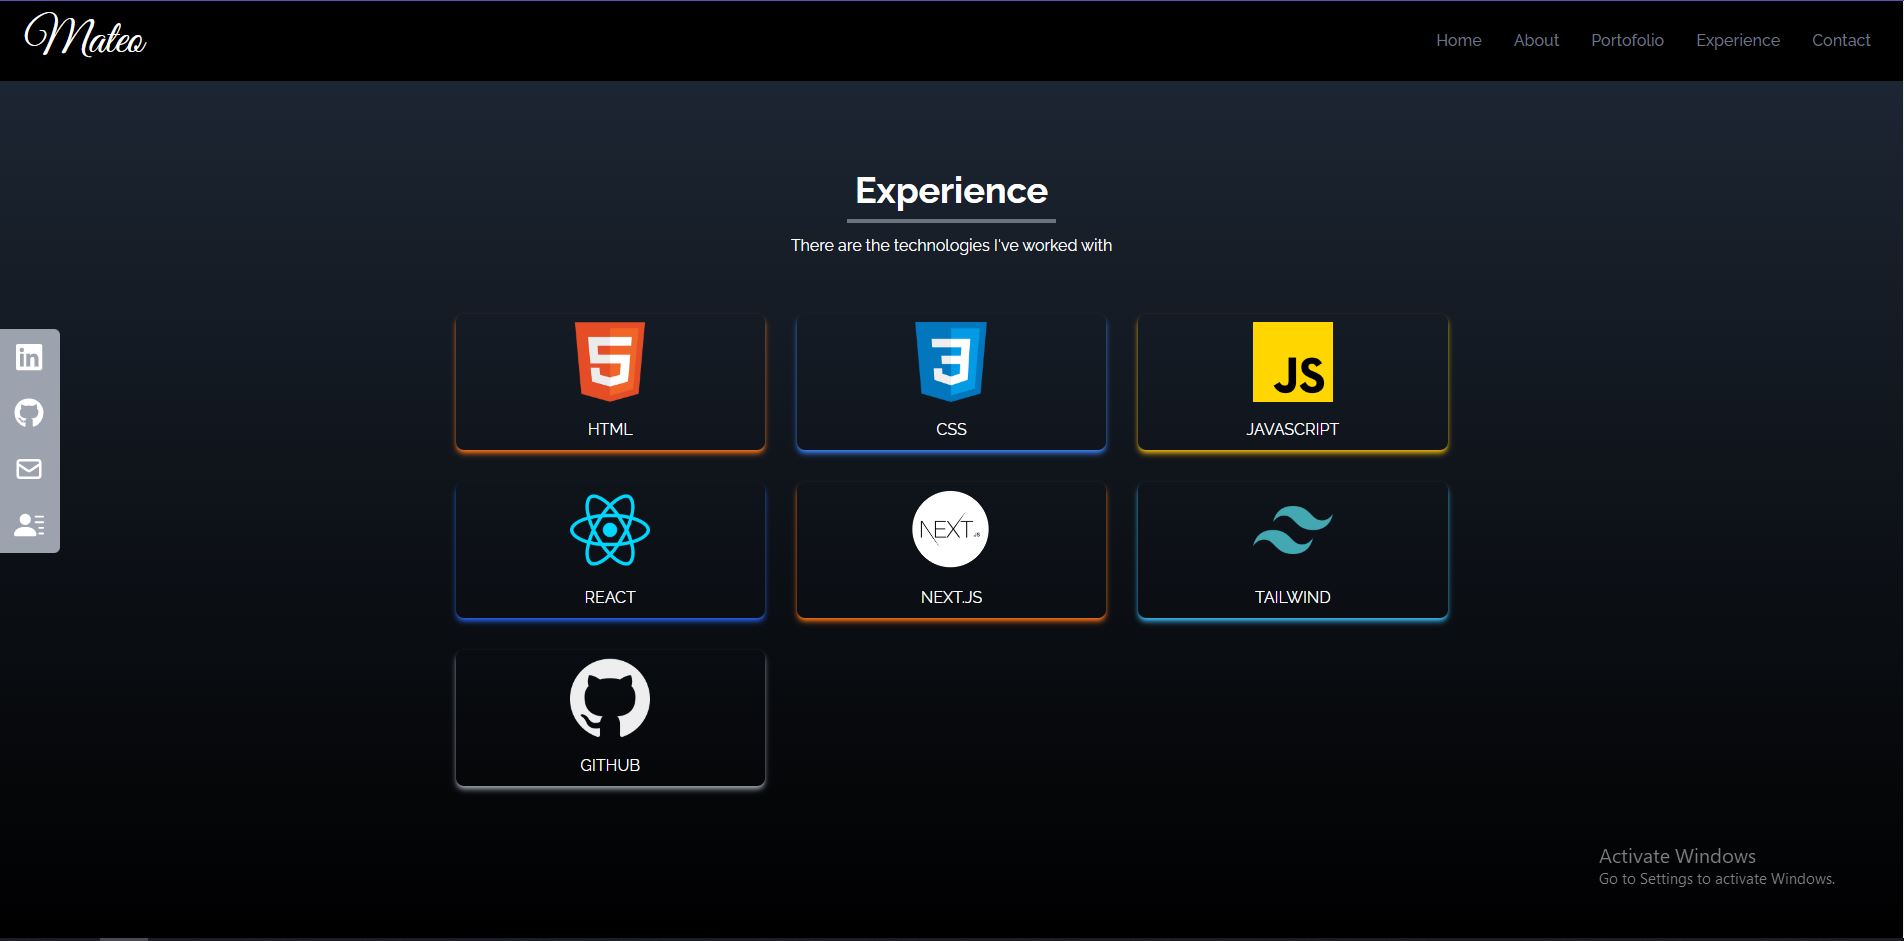 Mateo
Home About Portofolio Experience Contact
Experience
There are the technologies I've worked with
5 3 JS
HTML CSS JAVASCRIPT
NEXT.JS
REACT NEXT.JS TAILWIND
GITHUB
in
Activate Windows
Go to Settings to activate Windows.